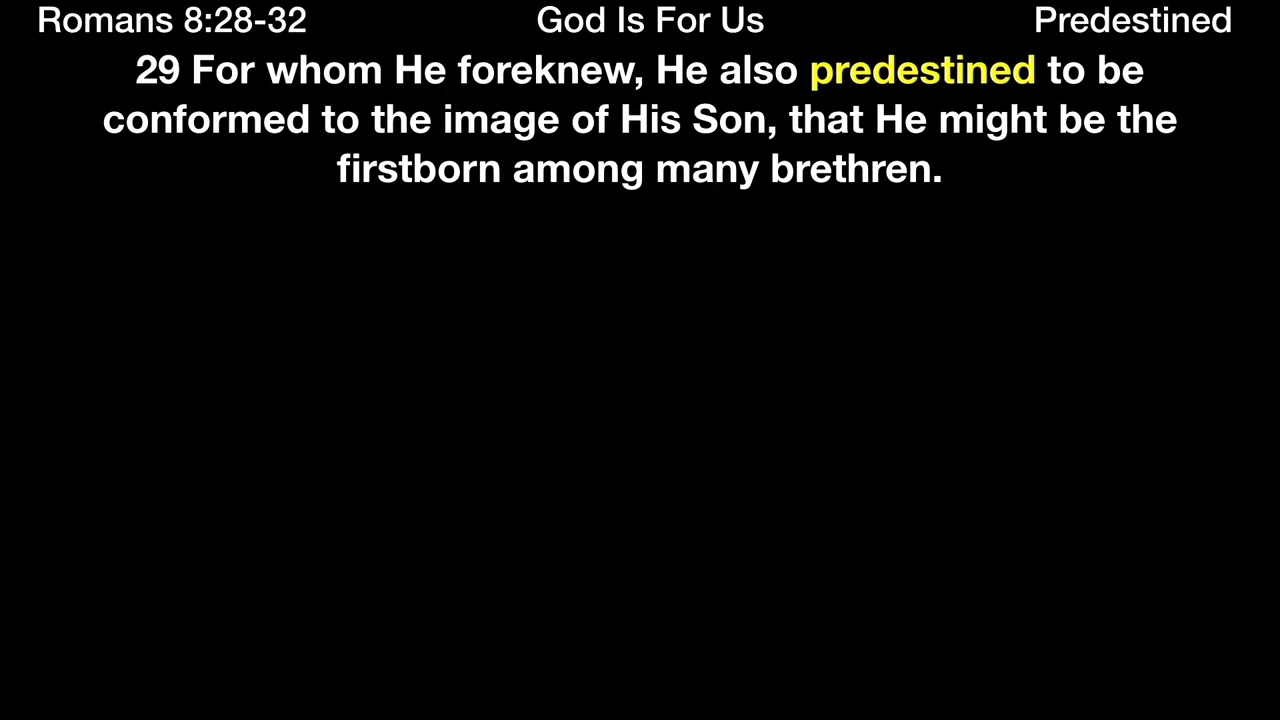 Romans 8:28-32 God Is For Us Predestined
29 For whom He foreknew, He also predestined to be
conformed to the image of His Son, that He might be the
firstborn among many brethren.